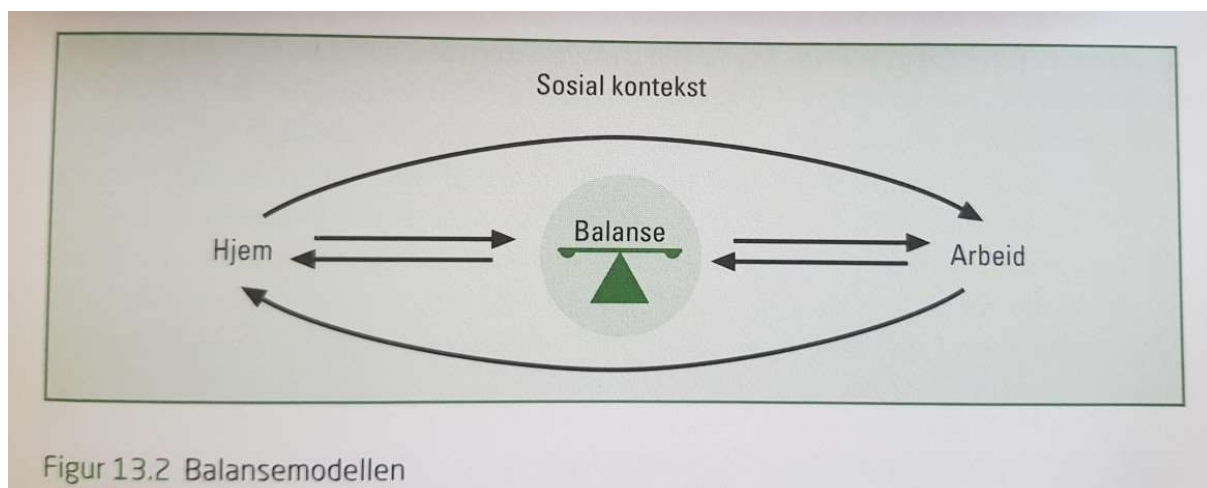 Sosial kontekst
Balanse
Hjem
Arbeid
Figur 13.2 Balansemodellen